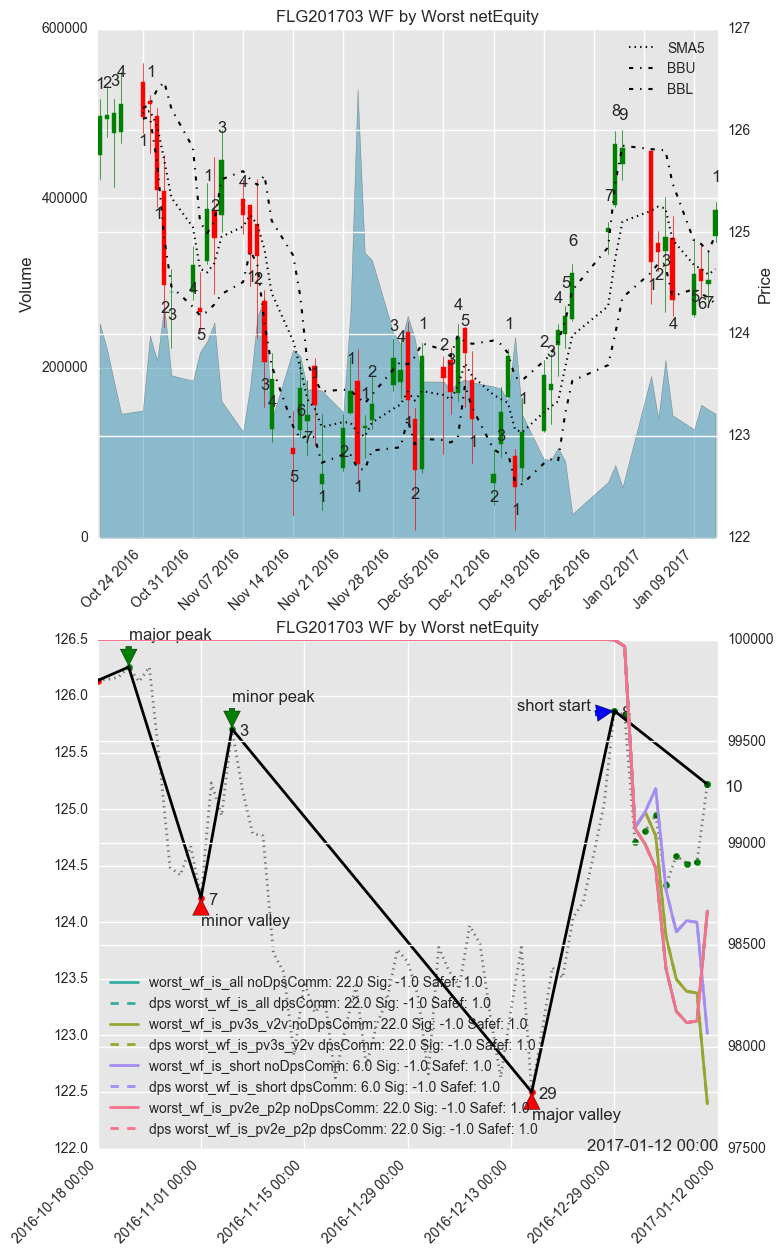 FLG201703 WF by Worst netEquity
600000
400000
200000
0
Volume
127
126
125
124
123
122
Price
SMA5
BBU
BBL
Oct 24 2016
Oct 31 2016
Nov 07 2016
Nov 14 2016
Nov 21 2016
Nov 28 2016
Dec 05 2016
Dec 12 2016
Dec 19 2016
Dec 26 2016
Jan 02 2017
Jan 09 2017
FLG201703 WF by Worst netEquity
126.5
126.0
125.5
125.0
124.5
124.0
123.5
123.0
122.5
122.0
100000
99500
99000
98500
98000
97500
major peak
minor peak
3
short start
10
7
minor valley
29
major valley
worst_wf_is_all noDpsComm: 22.0 Sig: -1.0 Safef: 1.0
dps worst_wf_is_all dpsComm: 22.0 Sig: -1.0 Safef: 1.0
worst_wf_is_pv3s_v2v noDpsComm: 22.0 Sig: -1.0 Safef: 1.0
dps worst_wf_is_pv3s_v2v dpsComm: 22.0 Sig: -1.0 Safef: 1.0
worst_wf_is_short noDpsComm: 6.0 Sig: -1.0 Safef: 1.0
dps worst_wf_is_short dpsComm: 6.0 Sig: -1.0 Safef: 1.0
worst_wf_is_pv2e_p2p noDpsComm: 22.0 Sig: -1.0 Safef: 1.0
dps worst_wf_is_pv2e_p2p dpsComm: 22.0 Sig: -1.0 Safef: 1.0
2017-01-12 00:00
2016-10-18 00:00
2016-11-01 00:00
2016-11-15 00:00
2016-11-29 00:00
2016-12-13 00:00
2016-12-29 00:00
2017-01-12 00:00